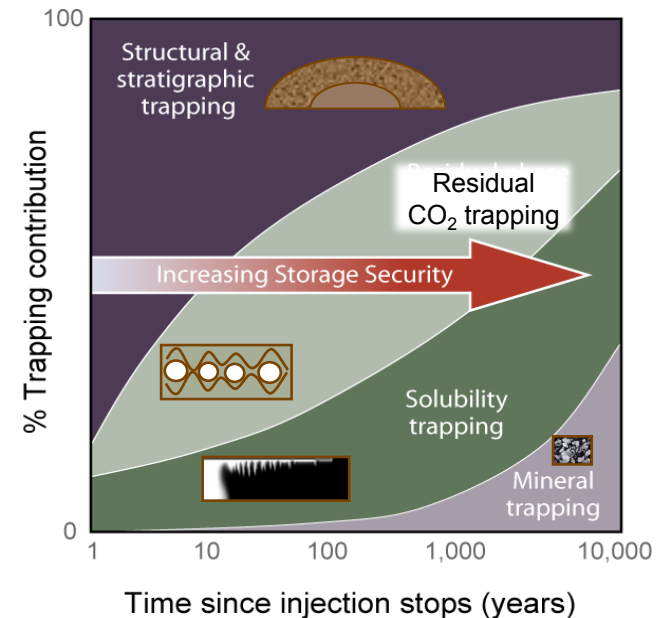 100
Structural &
stratigraphic
trapping
% Trapping contribution
Residual
CO₂ trapping
Increasing Storage Security
Solubility
trapping
Mineral
trapping
0
1 10 100 1,000 10,000
Time since injection stops (years)